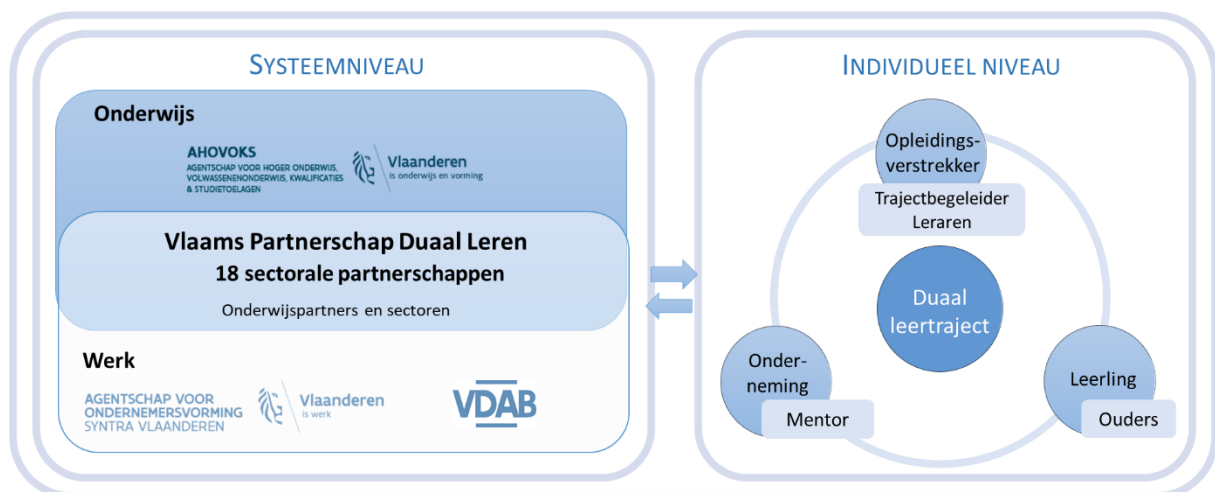 SYSTEEMNIVEAU
Onderwijs
AHOVOKS
AGENTSCHAP VOOR HOGER ONDERWIJS,
VOLWASSENENONDERWIJS, KWALIFICATIES
& STUDIETOELAGEN
Vlaanderen
is onderwijs en vorming
Vlaams Partnerschap Duaal Leren
18 sectorale partnerschappen
Onderwijspartners en sectoren
Werk
AGENTSCHAP VOOR
ONDERNEMERSVORMING
SYNTRA VLAANDEREN
Vlaanderen
is werk
VDAB
INDIVIDUEEL NIVEAU
Opleidings-
verstrekker
Trajectbegeleider
Leraren
Duaal
leertraject
Onder-
neming
Mentor
Leerling
Ouders